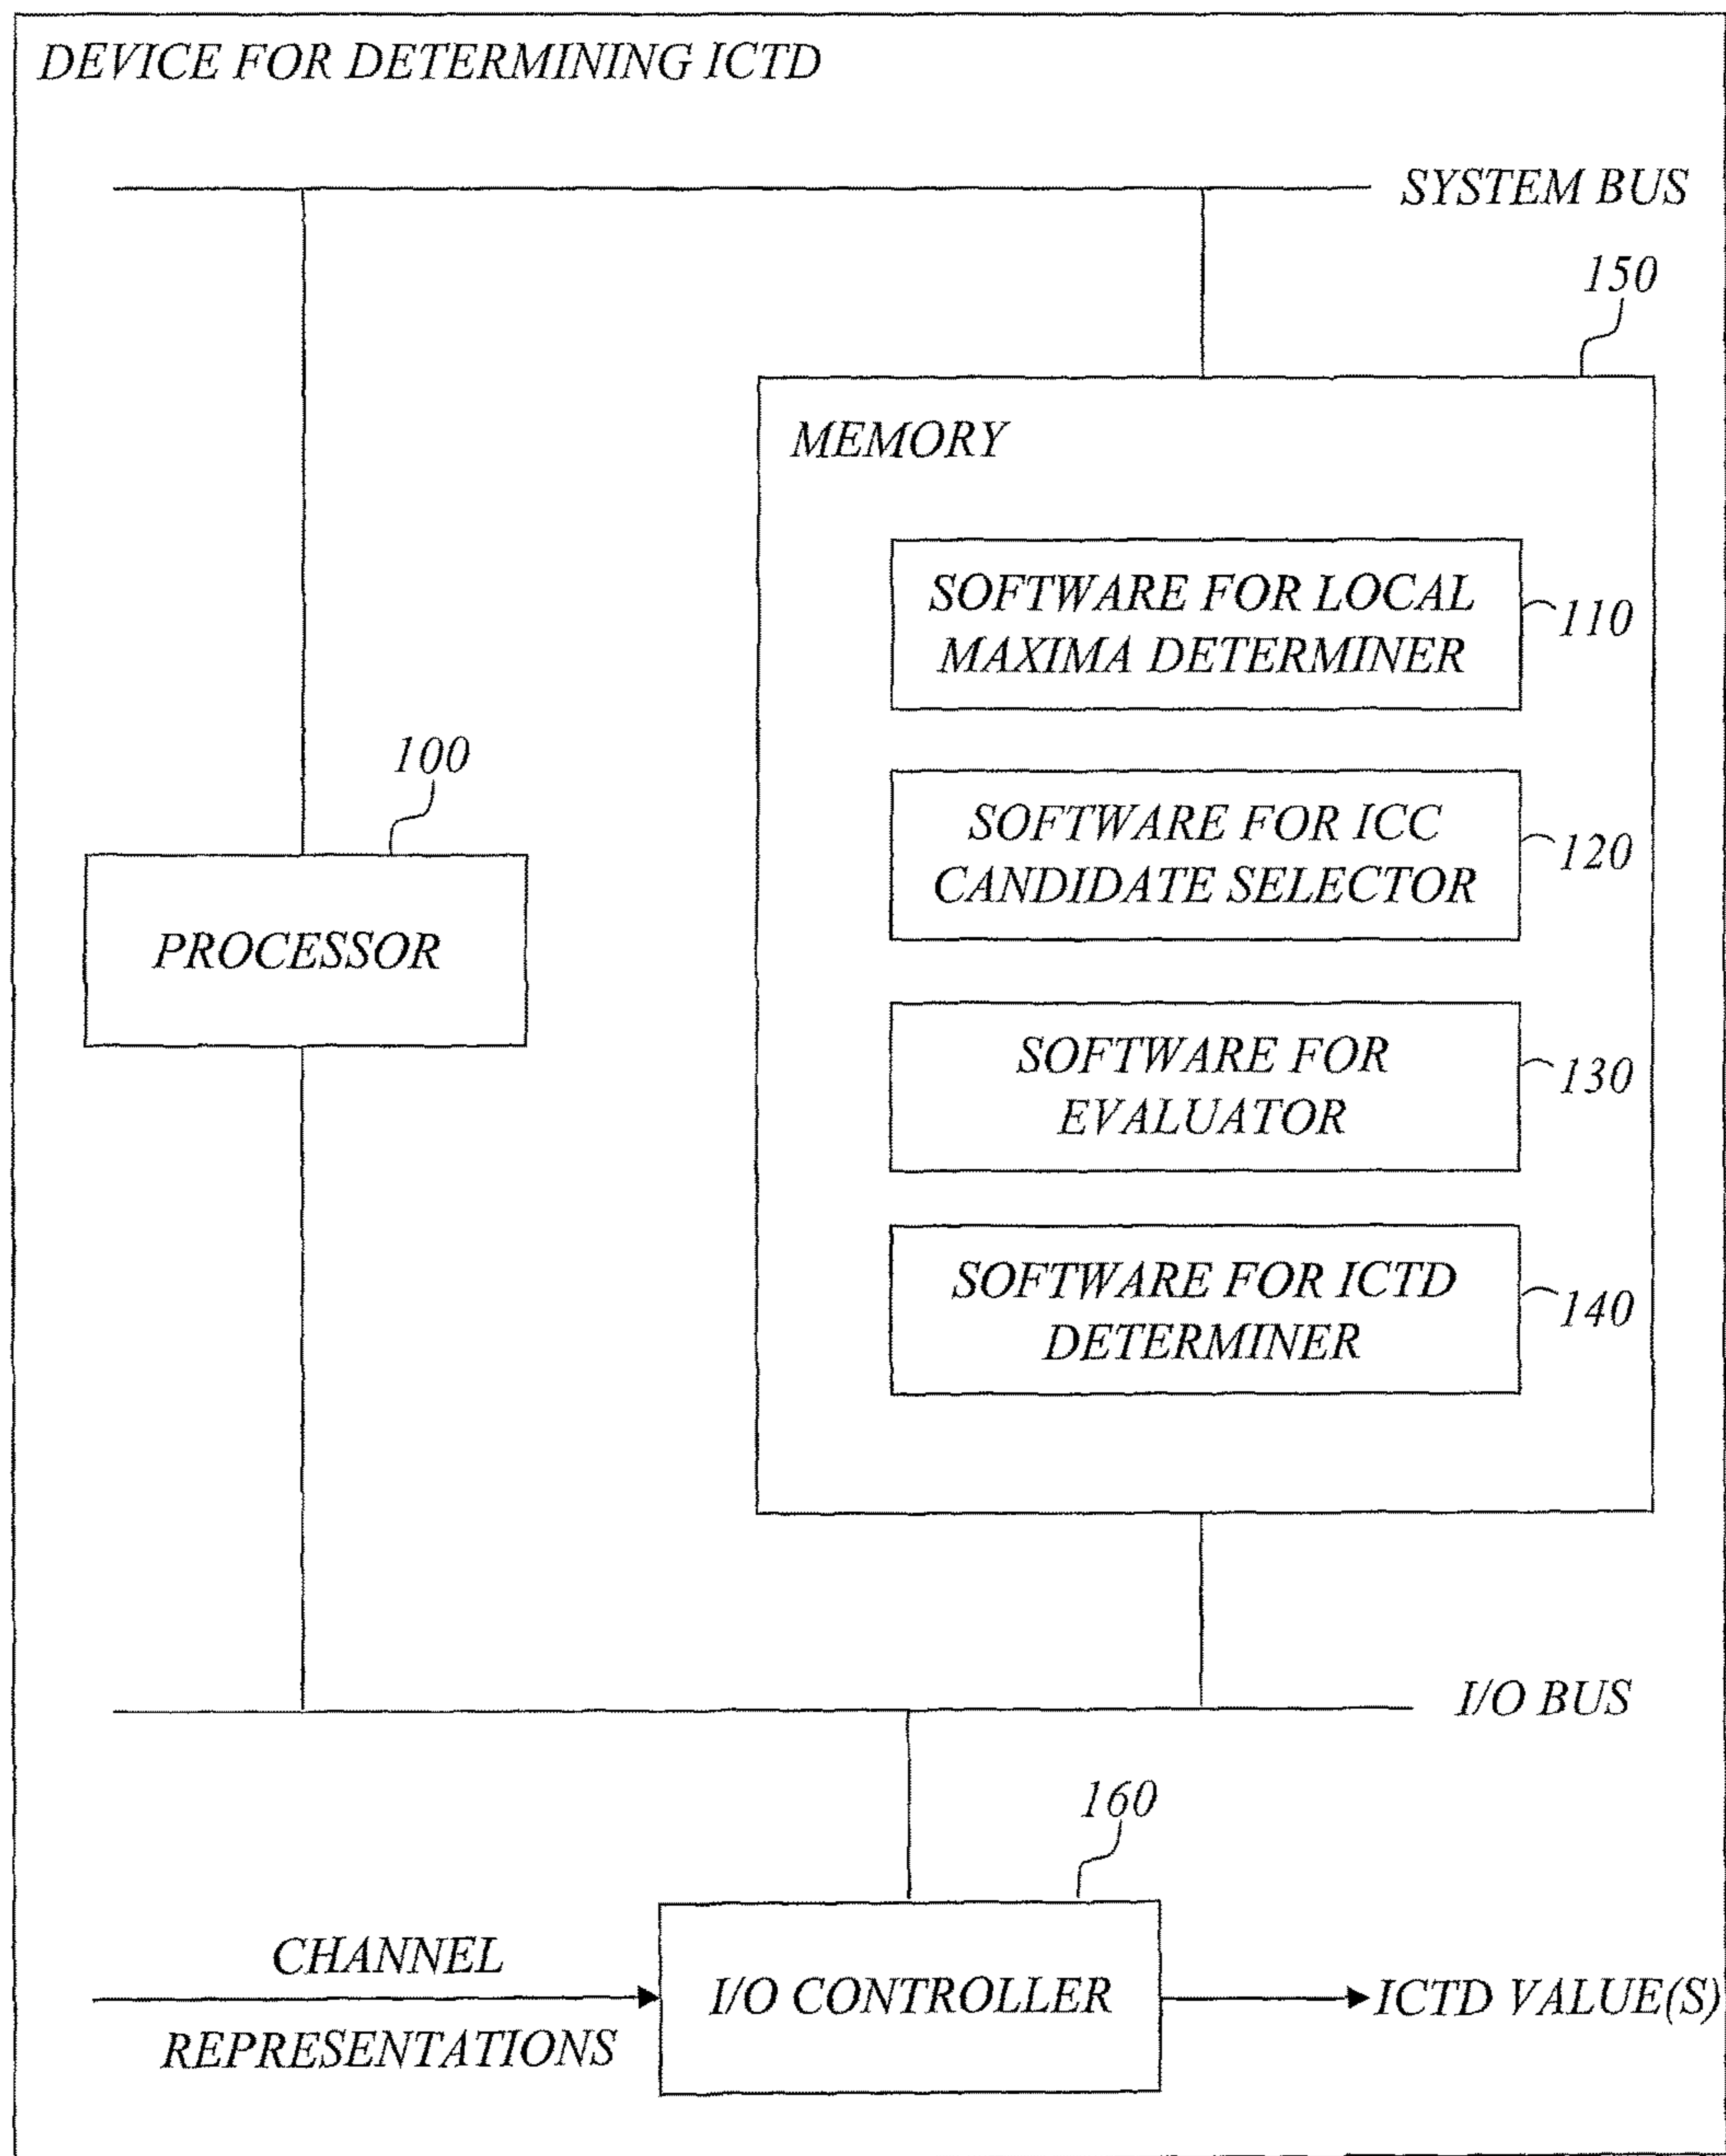 DEVICE FOR DETERMINING ICTD
SYSTEM BUS
150
MEMORY
SOFTWARE FOR LOCAL
MAXIMA DETERMINER
110
100
SOFTWARE FOR ICC
CANDIDATE SELECTOR
120
PROCESSOR
SOFTWARE FOR
EVALUATOR
130
SOFTWARE FOR ICTD
DETERMINER
140
I/O BUS
160
CHANNEL
REPRESENTATIONS
I/O CONTROLLER
ICTD VALUE(S)